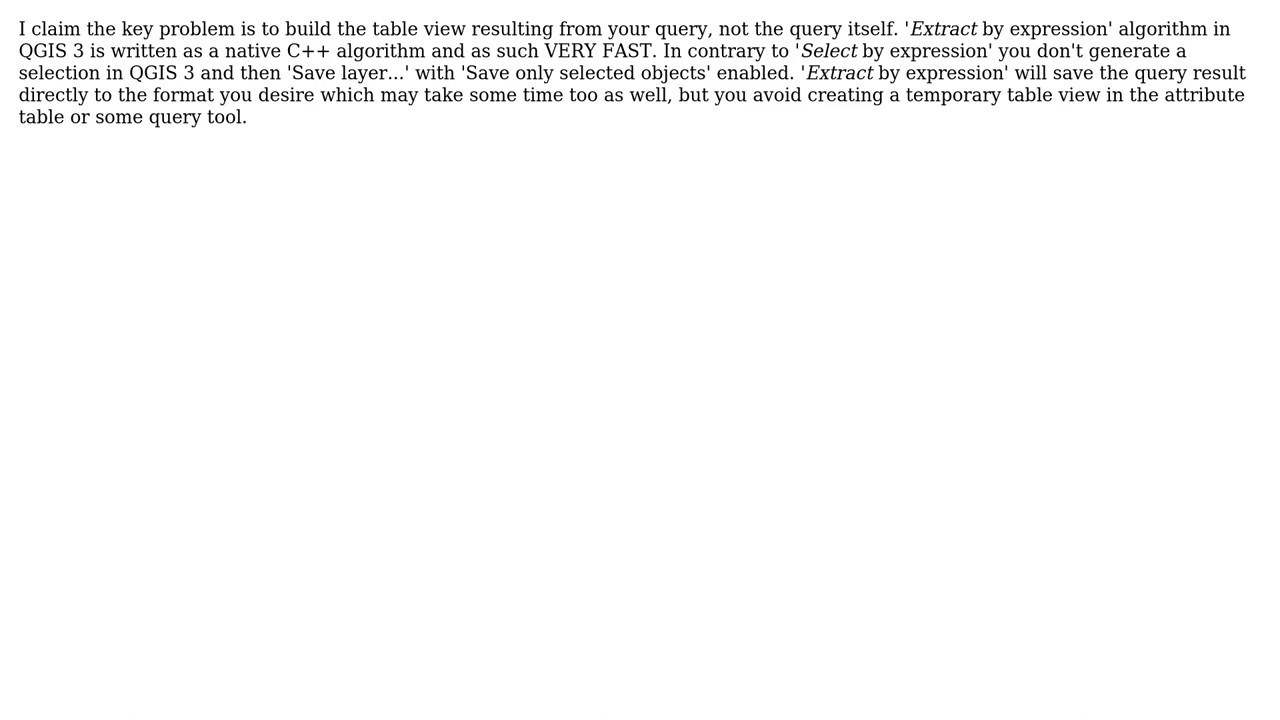 I claim the key problem is to build the table view resulting from your query, not the query itself. 'Extract by expression' algorithm in
QGIS 3 is written as a native C++ algorithm and as such VERY FAST. In contrary to 'Select by expression' you don't generate a
selection in QGIS 3 and then 'Save layer...' with 'Save only selected objects' enabled. 'Extract by expression' will save the query result
directly to the format you desire which may take some time too as well, but you avoid creating a temporary table view in the attribute
table or some query tool.